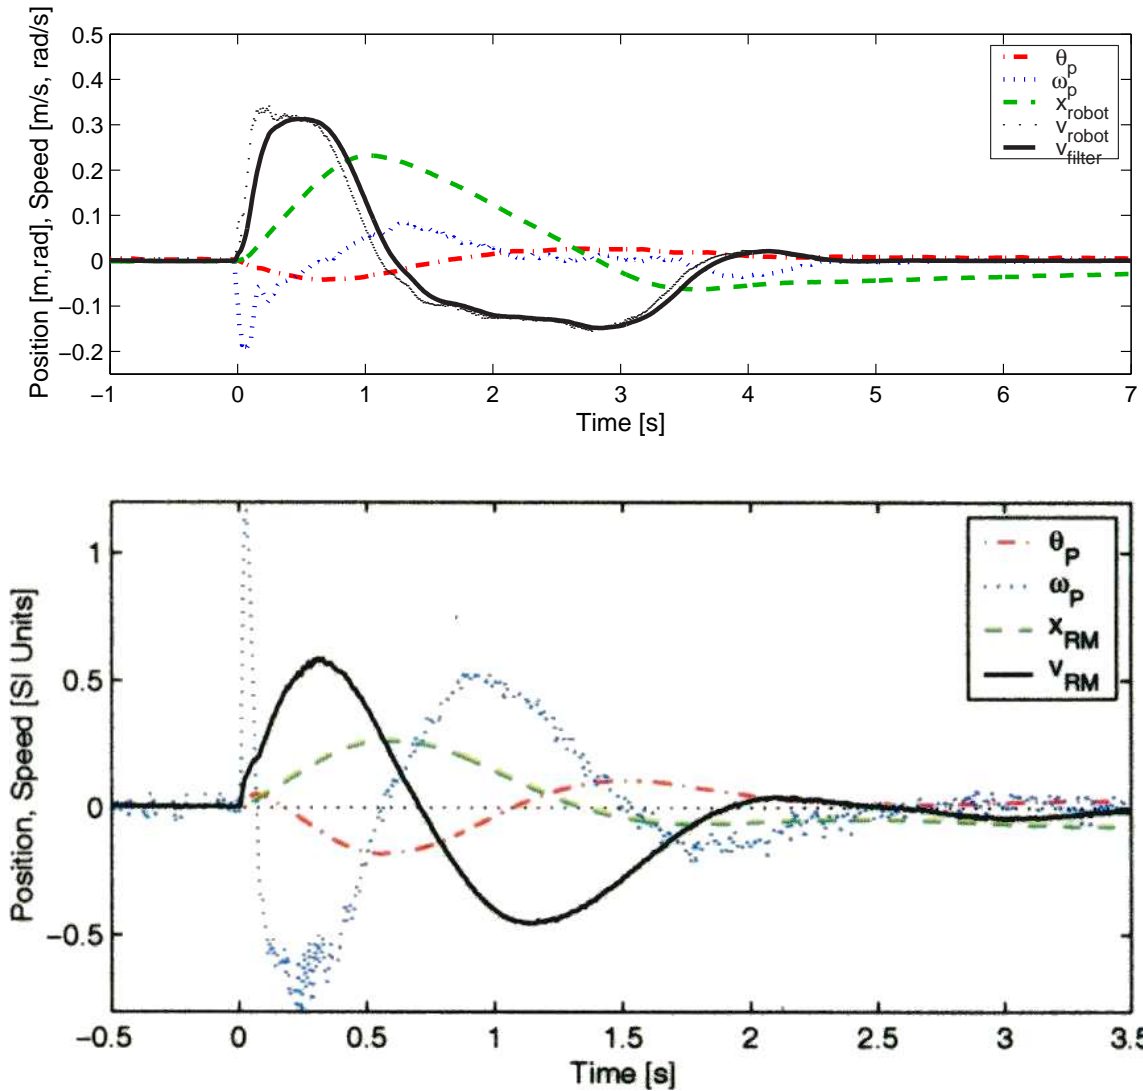 Position [m,rad], Speed [m/s, rad/s]
0.5
0.4
0.3
0.2
0.1
0
−0.1
−0.2
−1
0
1
2
3
4
5
6
7
Time [s]
θp
ωp
xrobot
vrobot
vfilter
Position, Speed [SI Units]
1
0.5
0
−0.5
−0.5
0
0.5
1
1.5
2
2.5
3
3.5
Time [s]
θP
ωP
xRM
vRM